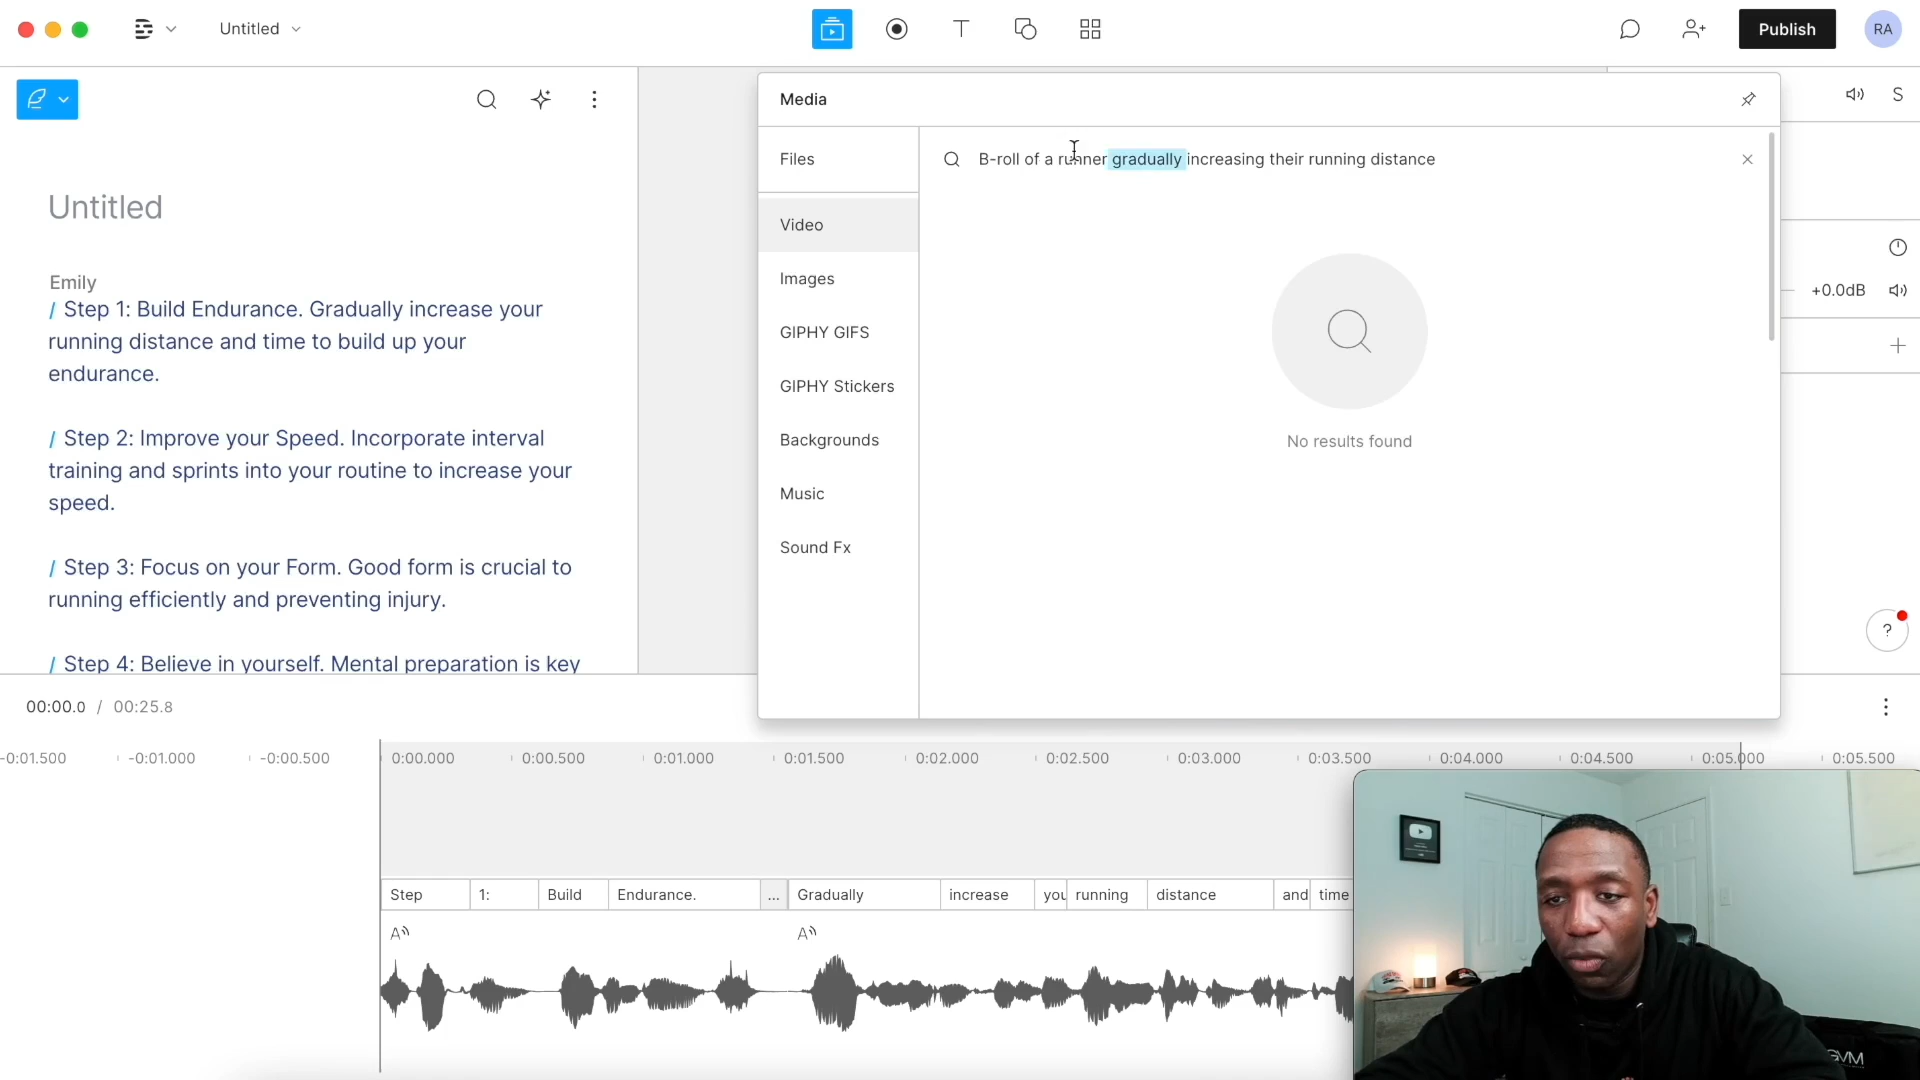 Untitled
Publish
RA
Media
S
Files
B-roll of a runner gradually increasing their running distance
Untitled
Video
Emily
Images
+0.0dB
/ Step 1: Build Endurance. Gradually increase your
running distance and time to build up your
endurance.
GIPHY GIFS
GIPHY Stickers
/ Step 2: Improve your Speed. Incorporate interval
training and sprints into your routine to increase your
speed.
Backgrounds
No results found
Music
Sound Fx
/ Step 3: Focus on your Form. Good form is crucial to
running efficiently and preventing injury.
?
/ Step 4: Believe in yourself. Mental preparation is key
00:00.0 / 00:25.8
-0:01.500 -0:01.000 -0:00.500 0:00.000 0:00.500 0:01.000 0:01.500 0:02.000 0:02.500 0:03.000 0:03.500 0:04.000 0:04.500 0:05.000 0:05.500
Step 1: Build Endurance. ... Gradually increase you running distance and time
A A
GVM